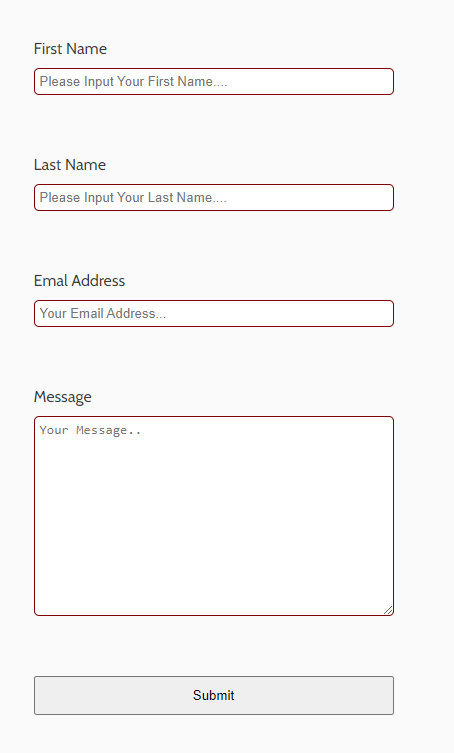 First Name
Please Input Your First Name....
Last Name
Please Input Your Last Name....
Emal Address
Your Email Address...
Message
Your Message..
Submit